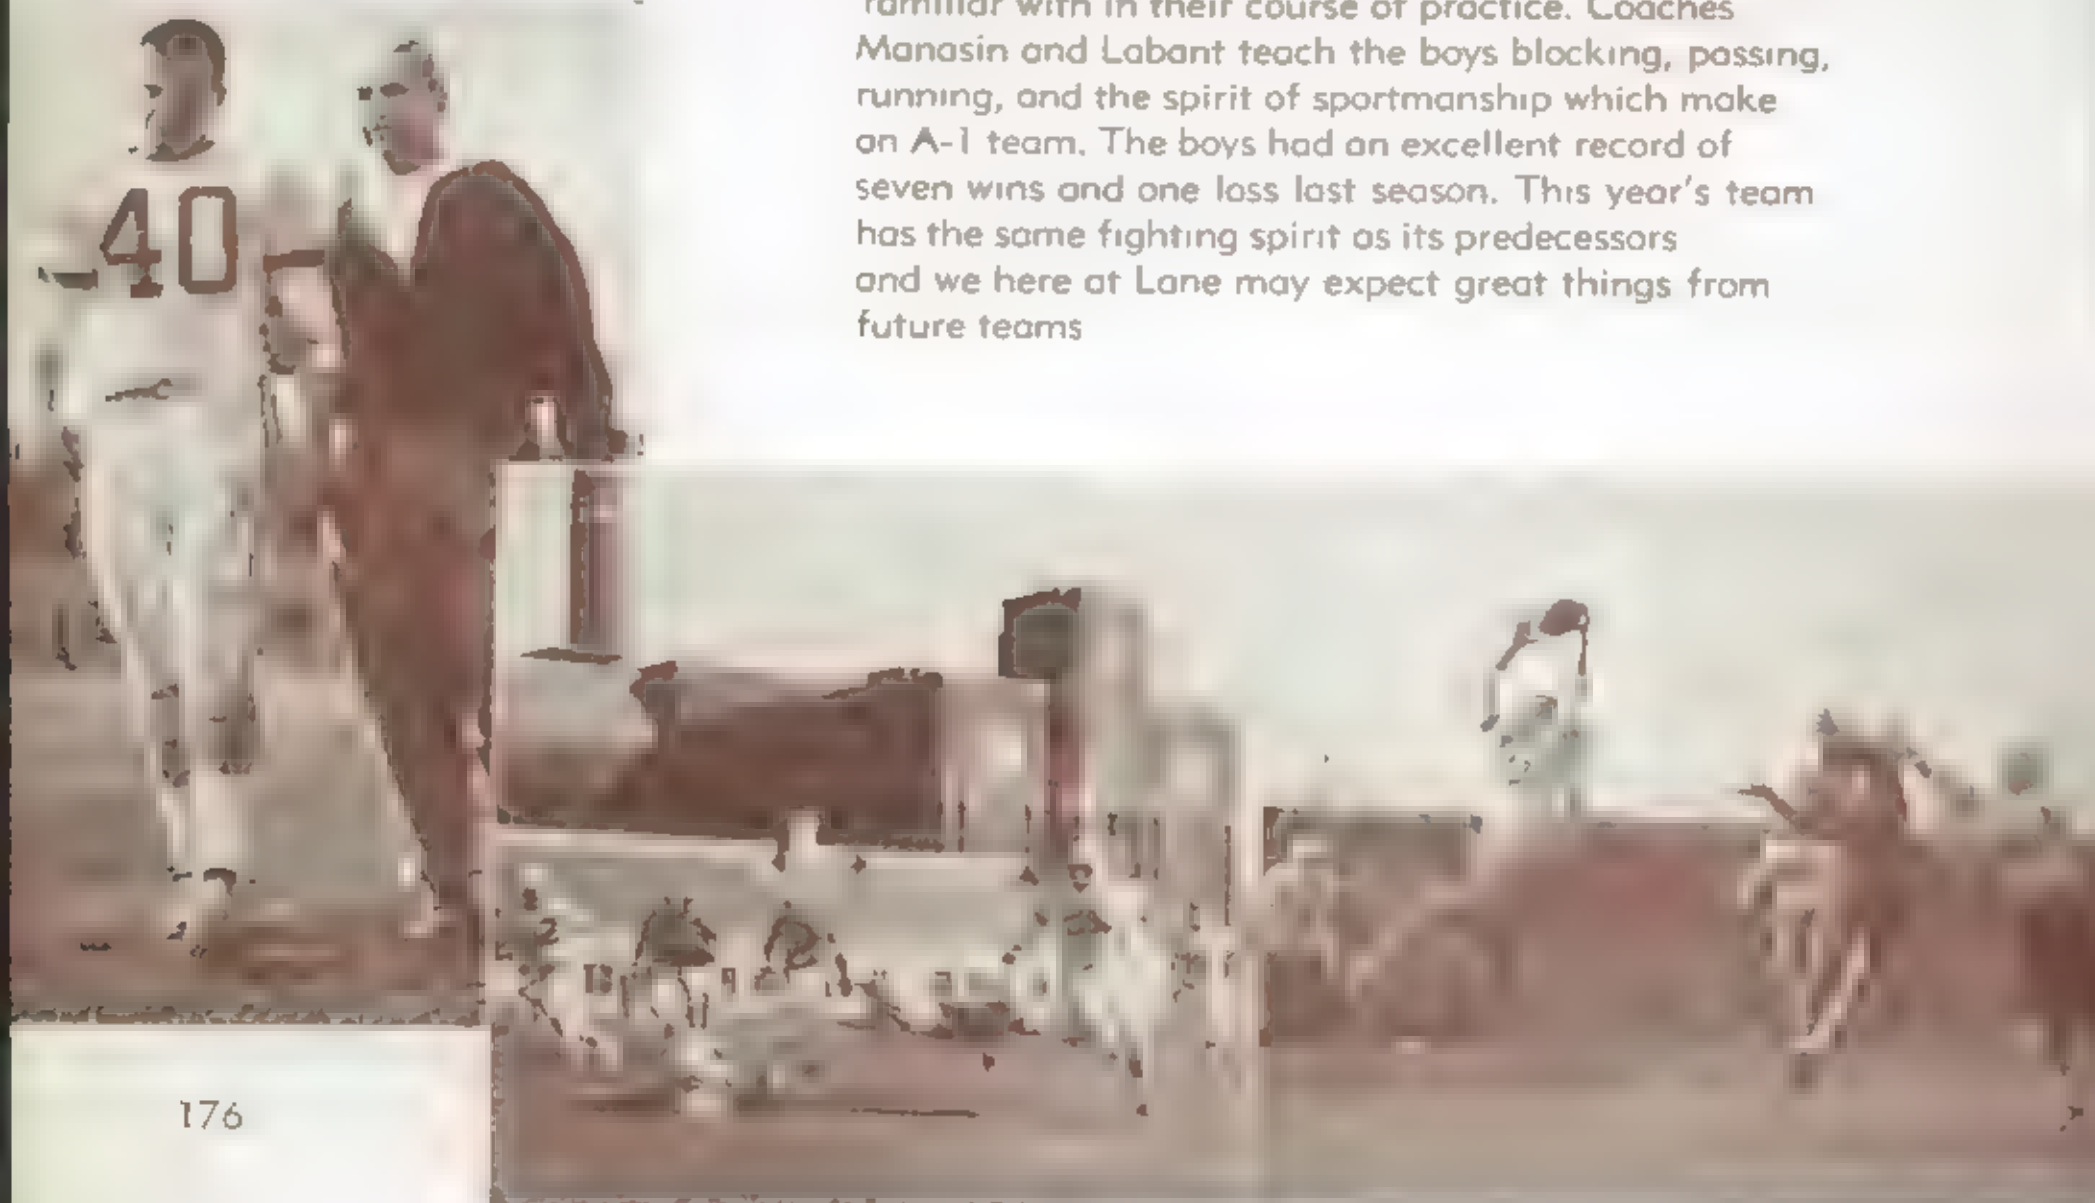 familiar with in their course of practice. Coaches
Manasin and Labant teach the boys blocking, passing,
running, and the spirit of sportmanship which make
an A-1 team. The boys had an excellent record of
seven wins and one loss last season. This year's team
has the same fighting spirit as its predecessors
and we here at Lane may expect great things from
future teams
40
176